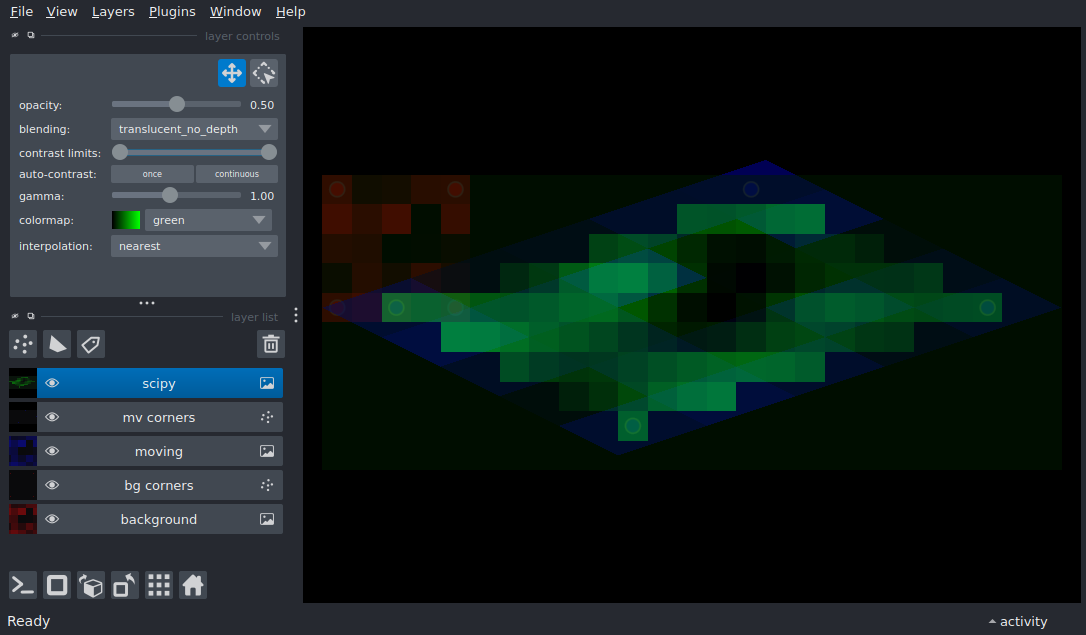 File View Layers Plugins Window Help
layer controls
opacity: 0.50
blending: translucent_no_depth
contrast limits:
auto-contrast: once continuous
gamma: 1.00
colormap: green
interpolation: nearest
layer list
scipy
mv corners
moving
bg corners
background
Ready activity